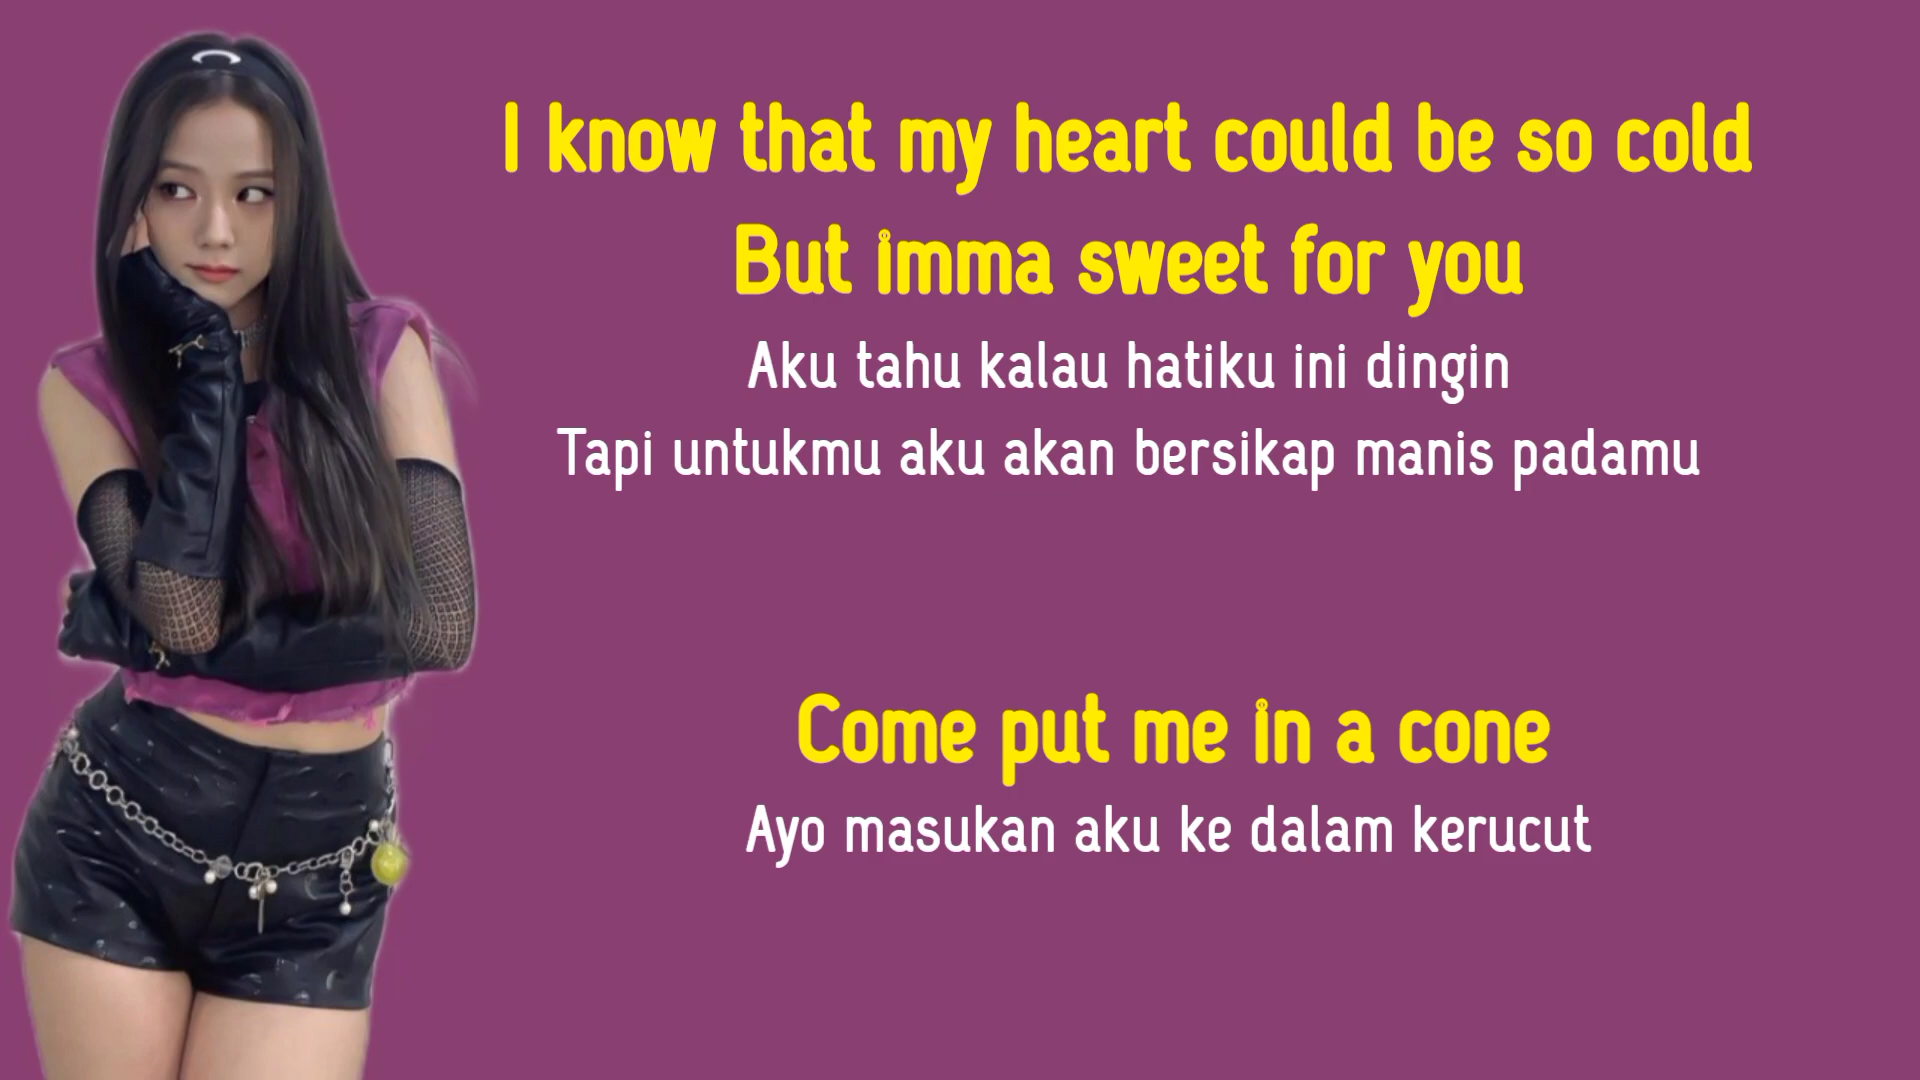 I know that my heart could be so cold
But imma sweet for you
Aku tahu kalau hatiku ini dingin
Tapi untukmu aku akan bersikap manis padamu
Come put me in a cone
Ayo masukan aku ke dalam kerucut